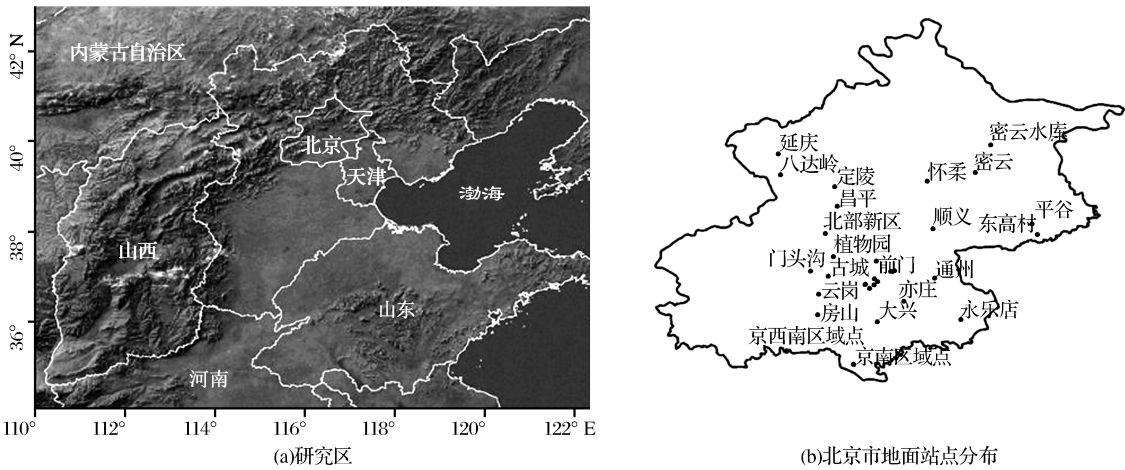 42° N
40°
38°
36°
内蒙古自治区
北京
天津
渤海
山西
山东
河南
110°
112°
114°
116°
118°
120°
122° E
(a)研究区
密云水库
延庆
八达岭
密云
怀柔
定陵
昌平
平谷
东高村
顺义
北部新区
植物园
门头沟
古城
前门
通州
云岗
亦庄
房山
大兴
永乐店
京西南区域点
京南区域点
(b)北京市地面站点分布